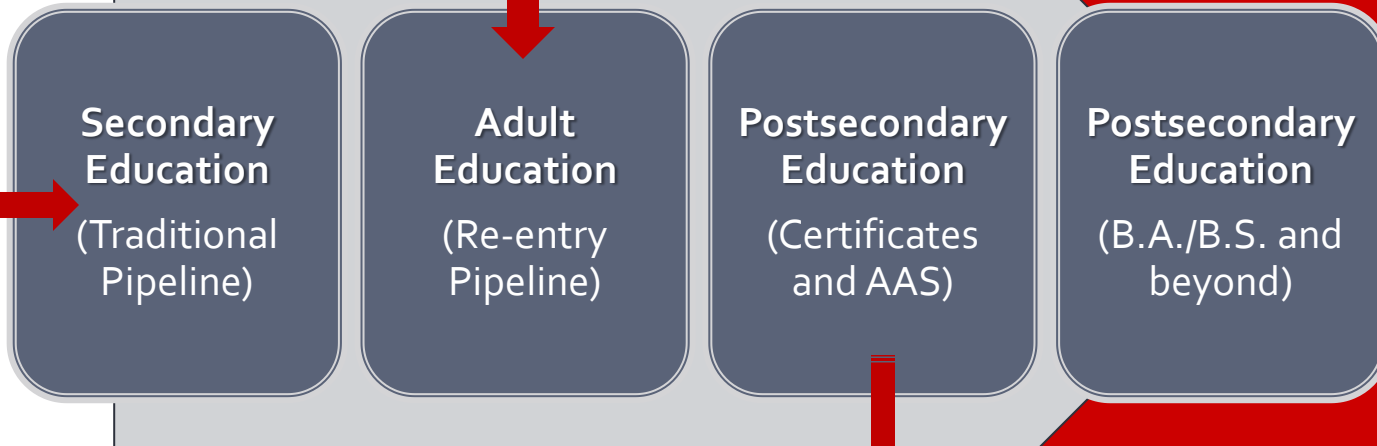 Secondary
Education
(Traditional
Pipeline)
Adult
Education
(Re-entry
Pipeline)
Postsecondary
Education
(Certificates
and AAS)
Postsecondary
Education
(B.A./B.S. and
beyond)